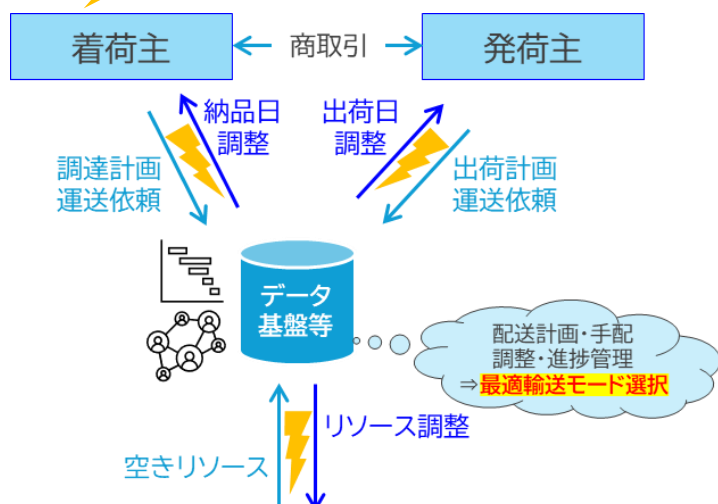 着荷主
商取引
発荷主
納品日
調整
出荷日
調整
調達計画
運送依頼
出荷計画
運送依頼
データ
基盤等
配送計画・手配
調整・進捗管理
⇒最適輸送モード選択
リソース調整
空きリソース